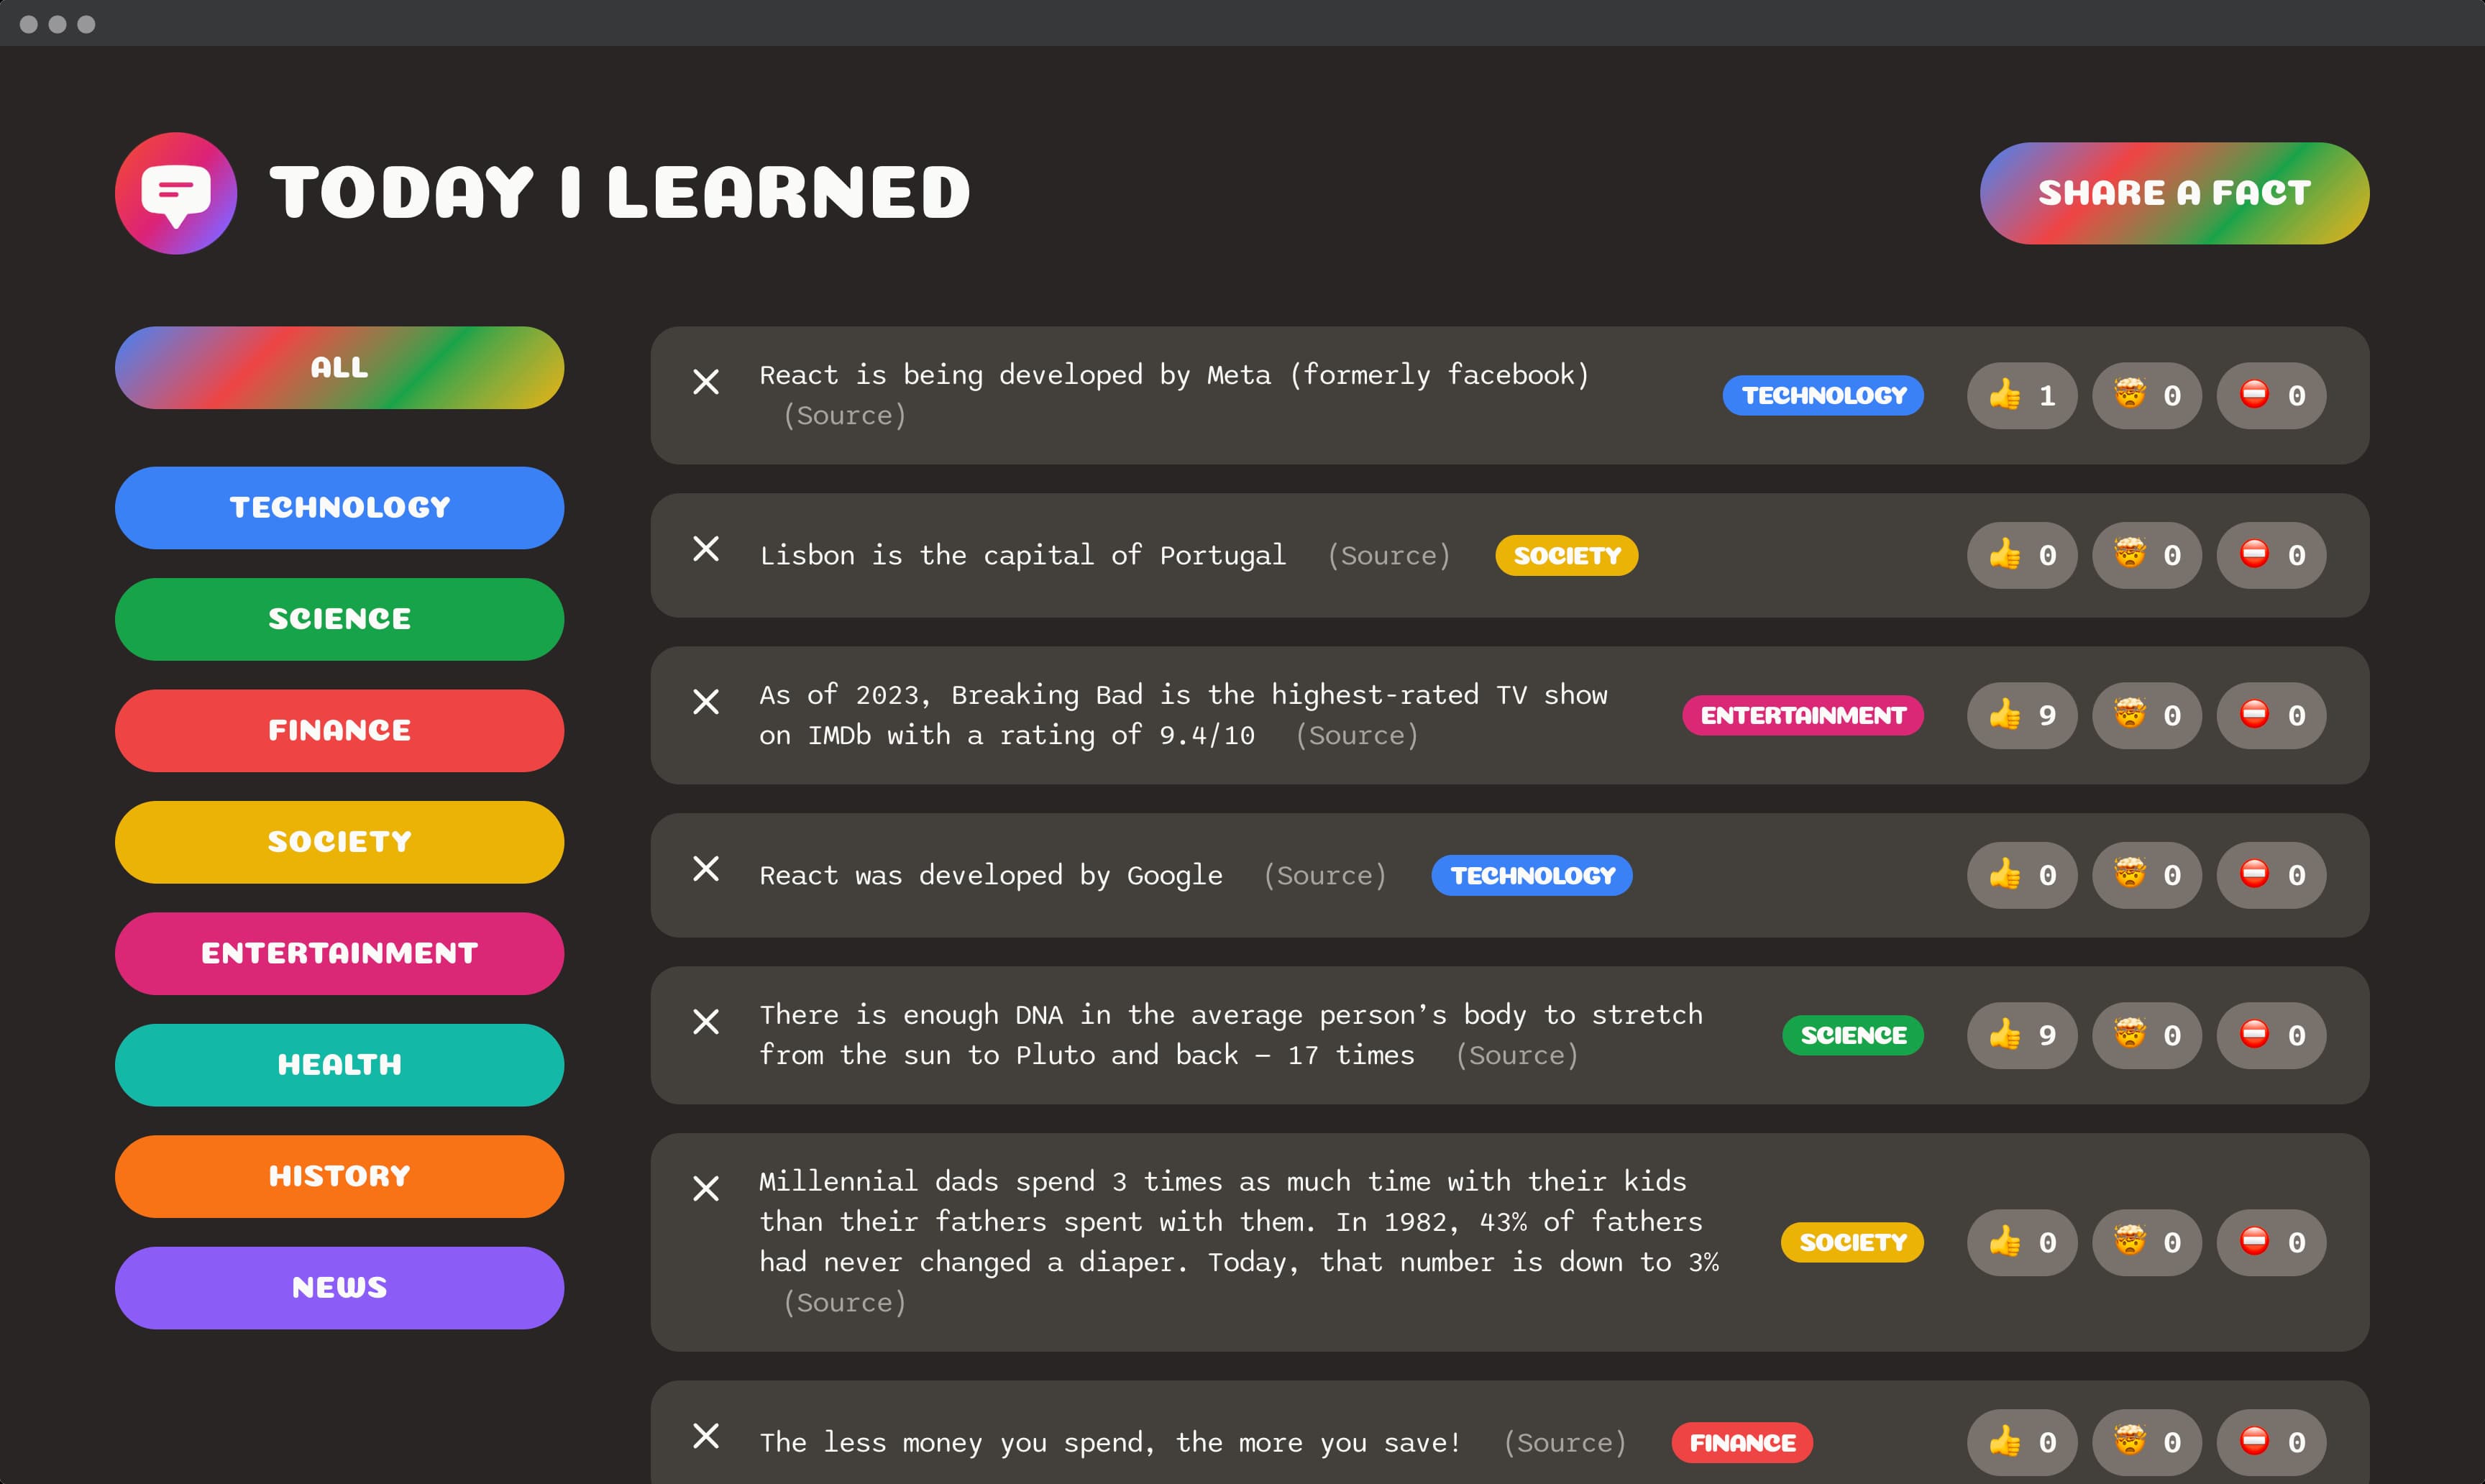 TODAY I LEARNED
SHARE A FACT
ALL
TECHNOLOGY
SCIENCE
FINANCE
SOCIETY
ENTERTAINMENT
HEALTH
HISTORY
NEWS
React is being developed by Meta (formerly facebook)
(Source)
TECHNOLOGY
👍 1
🤯 0
⛔️ 0
Lisbon is the capital of Portugal (Source)
SOCIETY
👍 0
🤯 0
⛔️ 0
As of 2023, Breaking Bad is the highest-rated TV show
on IMDb with a rating of 9.4/10 (Source)
ENTERTAINMENT
👍 9
🤯 0
⛔️ 0
React was developed by Google (Source)
TECHNOLOGY
👍 0
🤯 0
⛔️ 0
There is enough DNA in the average person’s body to stretch
from the sun to Pluto and back — 17 times (Source)
SCIENCE
👍 9
🤯 0
⛔️ 0
Millennial dads spend 3 times as much time with their kids
than their fathers spent with them. In 1982, 43% of fathers
had never changed a diaper. Today, that number is down to 3%
(Source)
SOCIETY
👍 0
🤯 0
⛔️ 0
The less money you spend, the more you save! (Source)
FINANCE
👍 0
🤯 0
⛔️ 0